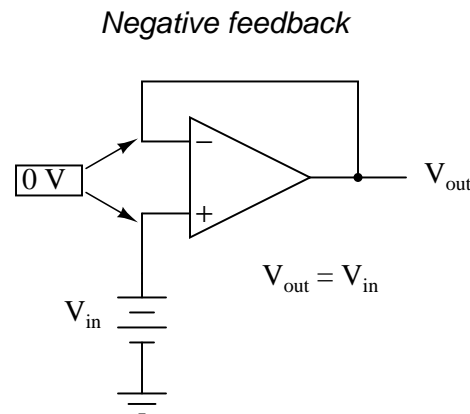 Negative feedback
−
0 V
+
V_out
V_out = V_in
V_in